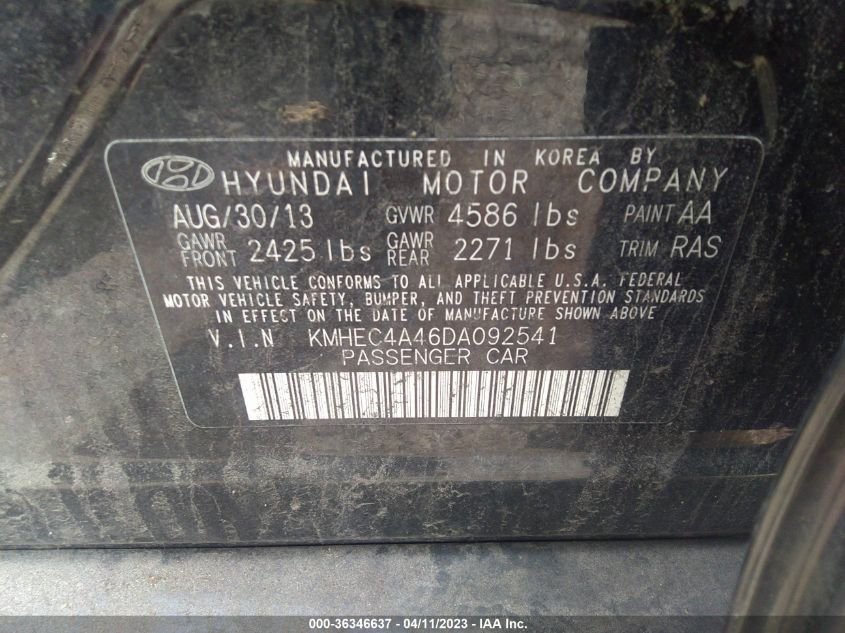 MANUFACTURED IN KOREA BY
HYUNDAI MOTOR COMPANY
AUG/30/13 GVWR 4586 lbs PAINT AA
GAWR FRONT 2425 lbs GAWR REAR 2271 lbs TRIM RAS
THIS VEHICLE CONFORMS TO ALL APPLICABLE U.S.A. FEDERAL
MOTOR VEHICLE SAFETY, BUMPER, AND THEFT PREVENTION STANDARDS
IN EFFECT ON THE DATE OF MANUFACTURE SHOWN ABOVE
V.I.N KMHEC4A46DA092541
PASSENGER CAR
000-36346637 - 04/11/2023 - IAA Inc.